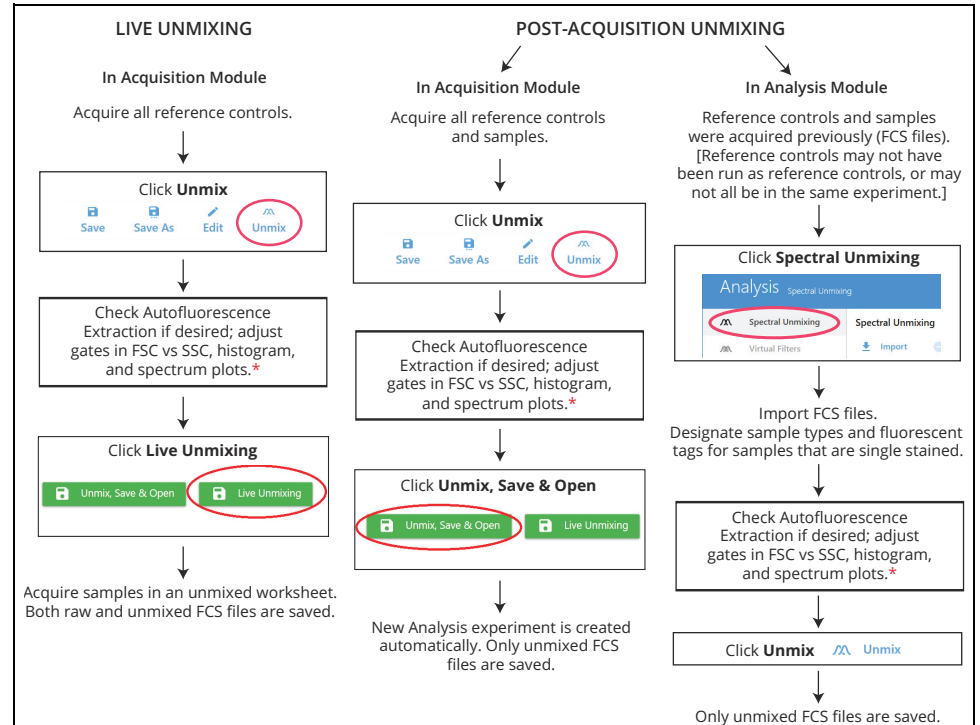 LIVE UNMIXING
In Acquisition Module
Acquire all reference controls.
Click Unmix
Save Save As Edit Unmix
Check Autofluorescence
Extraction if desired; adjust
gates in FSC vs SSC, histogram,
and spectrum plots.*
Click Live Unmixing
Unmix, Save & Open Live Unmixing
Acquire samples in an unmixed worksheet.
Both raw and unmixed FCS files are saved.
POST-ACQUISITION UNMIXING
In Acquisition Module
Acquire all reference controls
and samples.
Click Unmix
Save Save As Edit Unmix
Check Autofluorescence
Extraction if desired; adjust
gates in FSC vs SSC, histogram,
and spectrum plots.*
Click Unmix, Save & Open
Unmix, Save & Open Live Unmixing
New Analysis experiment is created
automatically. Only unmixed FCS
files are saved.
In Analysis Module
Reference controls and samples
were acquired previously (FCS files).
[Reference controls may not have
been run as reference controls, or may
not all be in the same experiment.]
Click Spectral Unmixing
Analysis Spectral Unmixing
Spectral Unmixing Spectral Unmixing
Virtual Filters Import
Import FCS files.
Designate sample types and fluorescent
tags for samples that are single stained.
Check Autofluorescence
Extraction if desired; adjust
gates in FSC vs SSC, histogram,
and spectrum plots.*
Click Unmix Unmix
Only unmixed FCS files are saved.